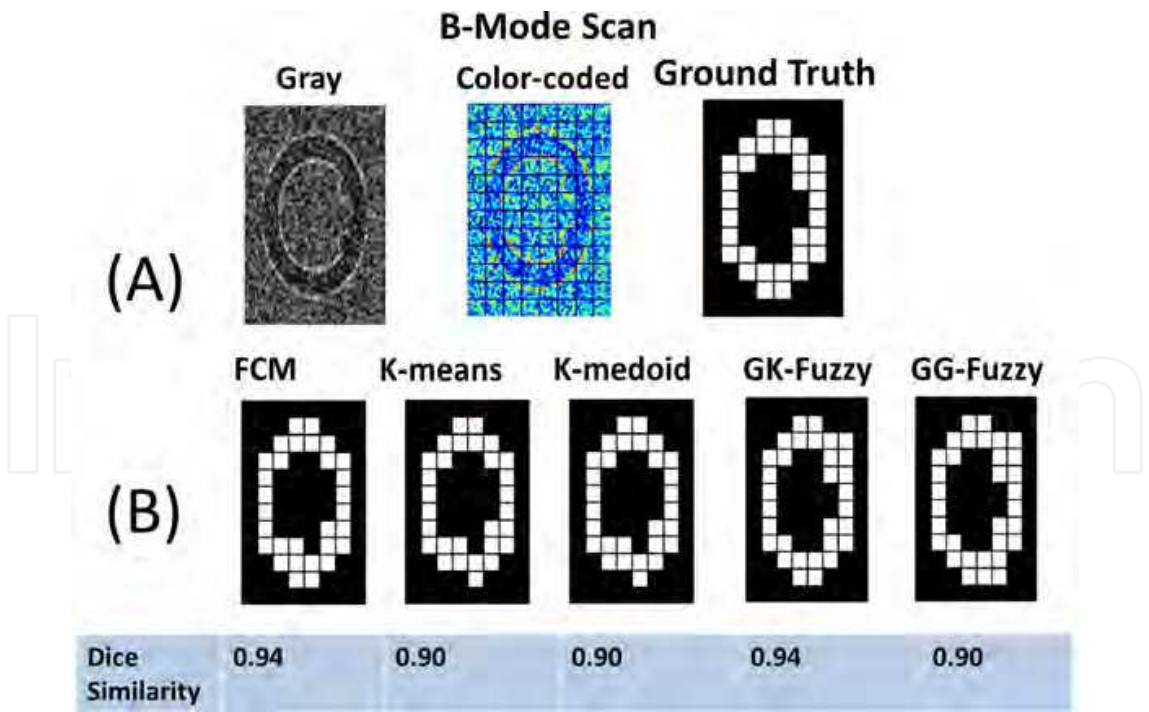 B-Mode Scan
Gray Color-coded Ground Truth
(A)
FCM K-means K-medoid GK-Fuzzy GG-Fuzzy
(B)
Dice Similarity 0.94 0.90 0.90 0.94 0.90